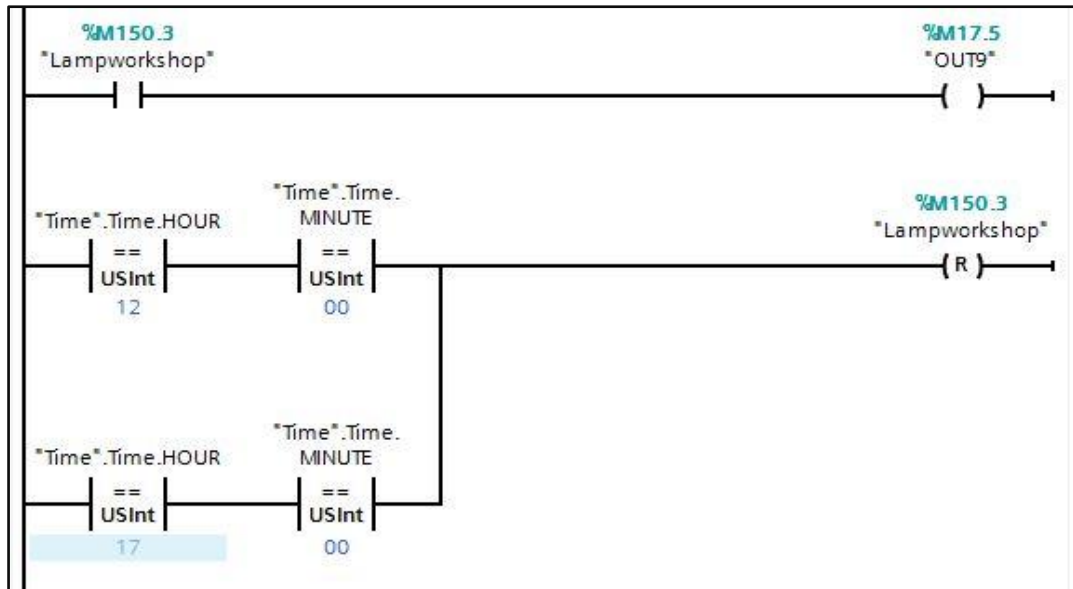 %M150.3 %M17.5
"Lampworkshop" "OUT9"
( )
"Time".Time.
"Time".Time.HOUR MINUTE %M150.3
"Lampworkshop"
== ==
USInt USInt ( R )
12 00
"Time".Time.
"Time".Time.HOUR MINUTE
== ==
USInt USInt
17 00